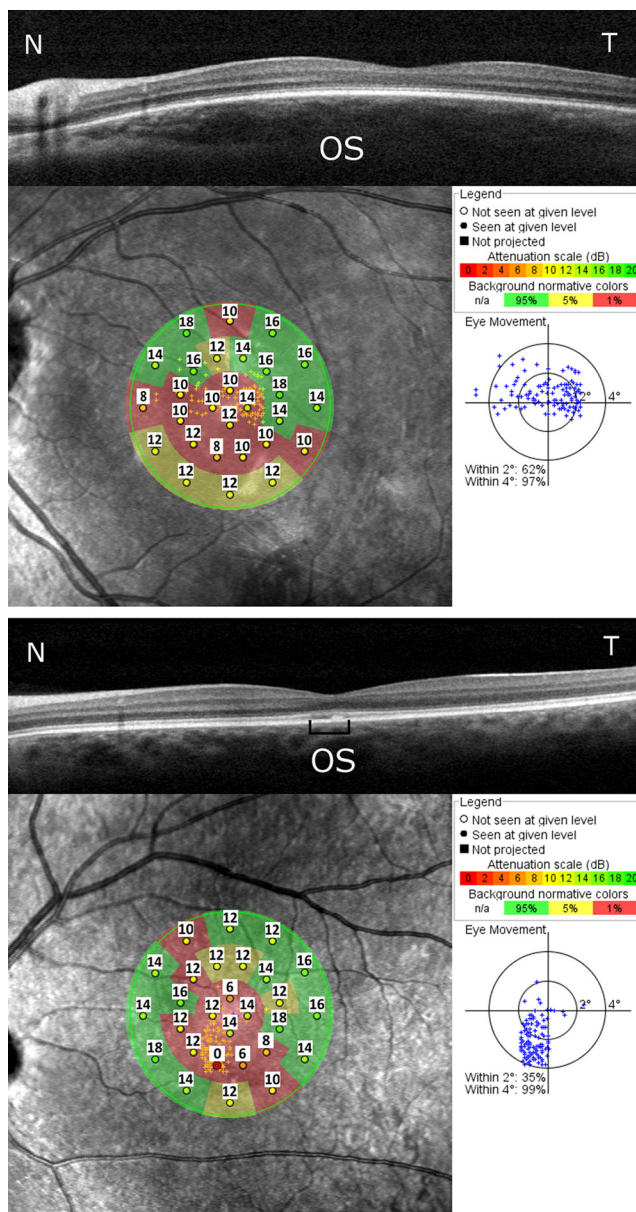 N T
OS
10
18 16
12 14
14 16 16 16
10
10 18
8 10 14 14
10 12 14
12 12 10 10
8 10
12 12
12
Legend
Not seen at given level
Seen at given level
Not projected
Attenuation scale (dB)
0 2 4 6 8 10 12 14 16 18 20
Background normative colors
n/a 95% 5% 1%
Eye Movement
2° 4°
Within 2°: 62%
Within 4°: 97%
N T
OS
12
10 12
12 12
14 12 14 16
6
16 12
14 12 14 16
12 14 18
18 12 8 14
0 6
14 10
12
Legend
Not seen at given level
Seen at given level
Not projected
Attenuation scale (dB)
0 2 4 6 8 10 12 14 16 18 20
Background normative colors
n/a 95% 5% 1%
Eye Movement
2° 4°
Within 2°: 35%
Within 4°: 99%